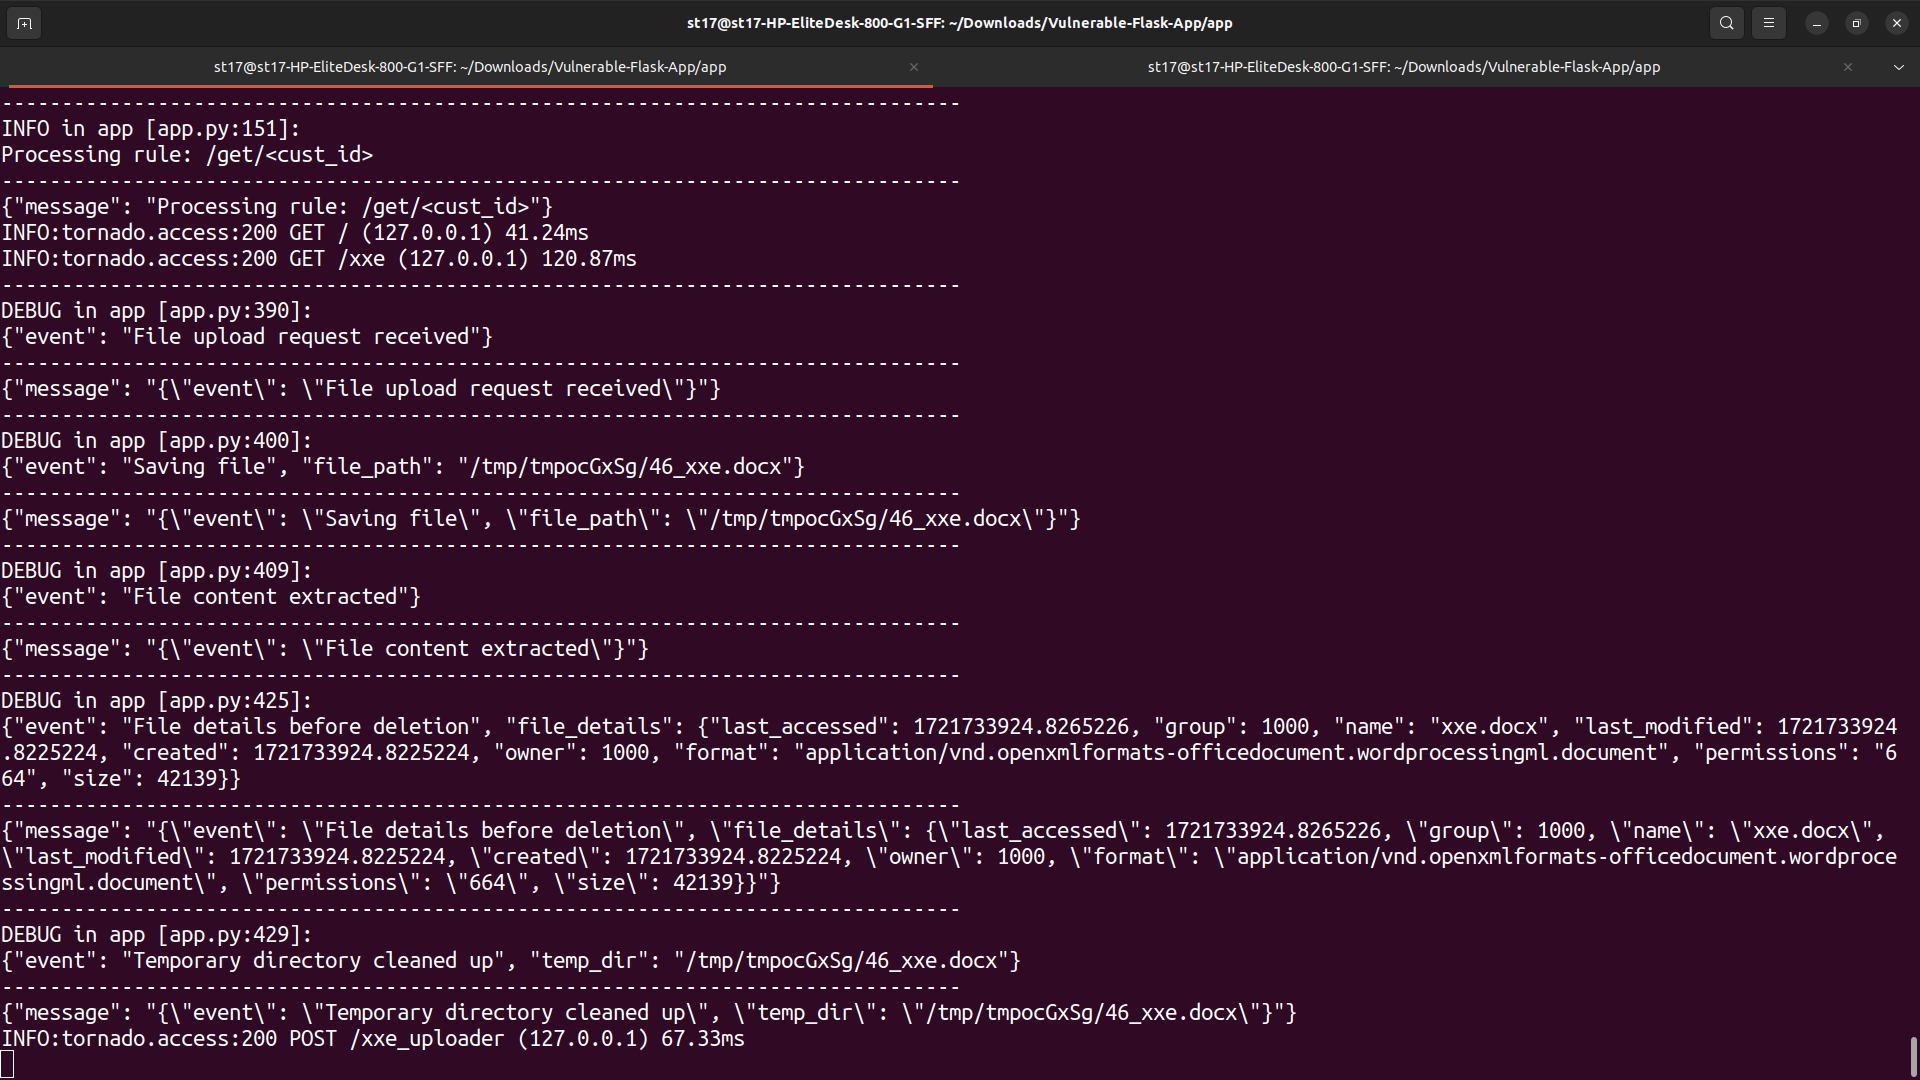 st17@st17-HP-EliteDesk-800-G1-SFF: ~/Downloads/Vulnerable-Flask-App/app
st17@st17-HP-EliteDesk-800-G1-SFF: ~/Downloads/Vulnerable-Flask-App/app
st17@st17-HP-EliteDesk-800-G1-SFF: ~/Downloads/Vulnerable-Flask-App/app
--------------------------------------------------------------------------------
INFO in app [app.py:151]:
Processing rule: /get/<cust_id>
--------------------------------------------------------------------------------
{"message": "Processing rule: /get/<cust_id>"}
INFO:tornado.access:200 GET / (127.0.0.1) 41.24ms
INFO:tornado.access:200 GET /xxe (127.0.0.1) 120.87ms
--------------------------------------------------------------------------------
DEBUG in app [app.py:390]:
{"event": "File upload request received"}
--------------------------------------------------------------------------------
{"message": "{\"event\": \"File upload request received\"}"}
--------------------------------------------------------------------------------
DEBUG in app [app.py:400]:
{"event": "Saving file", "file_path": "/tmp/tmpocGxSg/46_xxe.docx"}
--------------------------------------------------------------------------------
{"message": "{\"event\": \"Saving file\", \"file_path\": \"/tmp/tmpocGxSg/46_xxe.docx\"}"}
--------------------------------------------------------------------------------
DEBUG in app [app.py:409]:
{"event": "File content extracted"}
--------------------------------------------------------------------------------
{"message": "{\"event\": \"File content extracted\"}"}
--------------------------------------------------------------------------------
DEBUG in app [app.py:425]:
{"event": "File details before deletion", "file_details": {"last_accessed": 1721733924.8265226, "group": 1000, "name": "xxe.docx", "last_modified": 1721733924
.8225224, "created": 1721733924.8225224, "owner": 1000, "format": "application/vnd.openxmlformats-officedocument.wordprocessingml.document", "permissions": "6
64", "size": 42139}}
--------------------------------------------------------------------------------
{"message": "{\"event\": \"File details before deletion\", \"file_details\": {\"last_accessed\": 1721733924.8265226, \"group\": 1000, \"name\": \"xxe.docx\",
\"last_modified\": 1721733924.8225224, \"created\": 1721733924.8225224, \"owner\": 1000, \"format\": \"application/vnd.openxmlformats-officedocument.wordproce
ssingml.document\", \"permissions\": \"664\", \"size\": 42139}}"}
--------------------------------------------------------------------------------
DEBUG in app [app.py:429]:
{"event": "Temporary directory cleaned up", "temp_dir": "/tmp/tmpocGxSg/46_xxe.docx"}
--------------------------------------------------------------------------------
{"message": "{\"event\": \"Temporary directory cleaned up\", \"temp_dir\": \"/tmp/tmpocGxSg/46_xxe.docx\"}"}
INFO:tornado.access:200 POST /xxe_uploader (127.0.0.1) 67.33ms